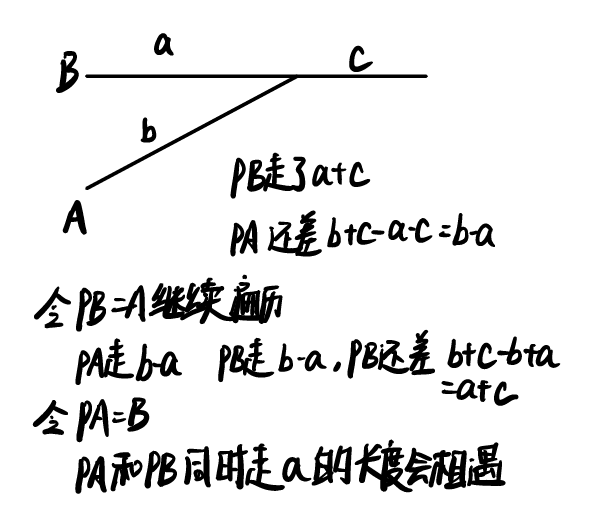 a
B
c
b
A
PB走了a+c
PA还差b+c-a-c=b-a
令PB=A继续遍历
PA走b-a PB走b-a,PB还差b+c-b+a
=a+c
令PA=B
PA和PB同时走a的长度会相遇